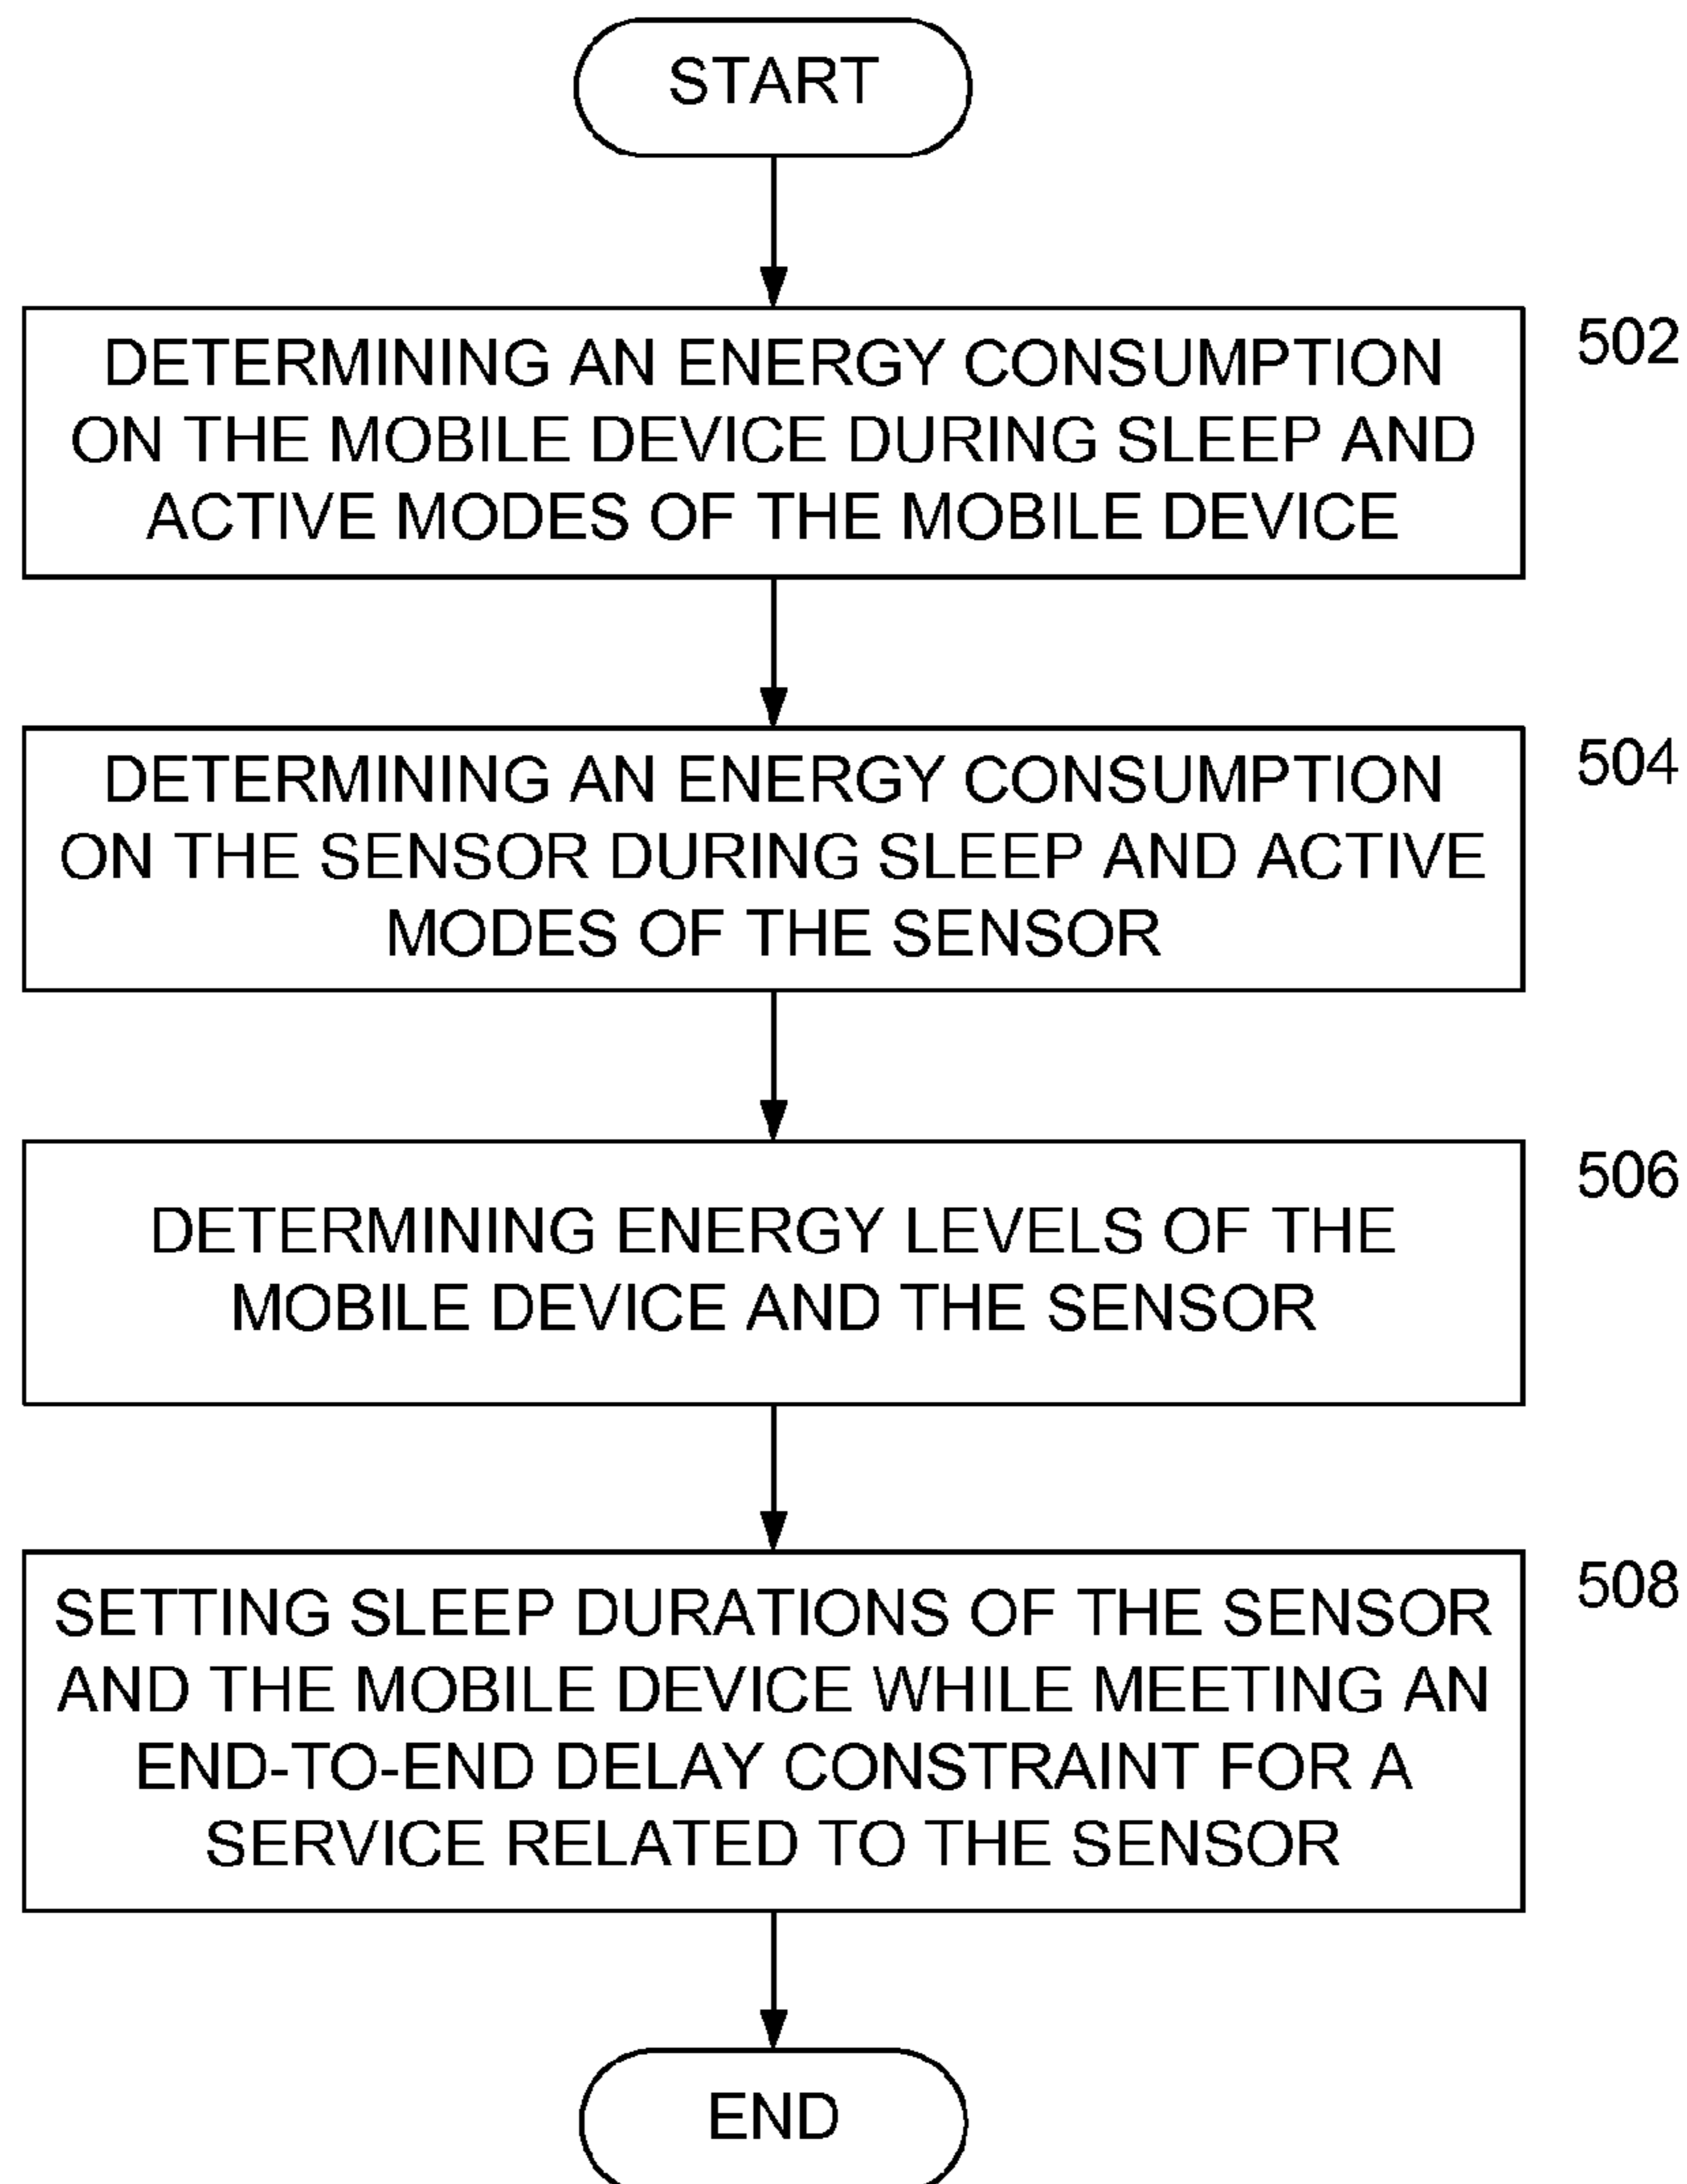 START
DETERMINING AN ENERGY CONSUMPTION
ON THE MOBILE DEVICE DURING SLEEP AND
ACTIVE MODES OF THE MOBILE DEVICE
502
DETERMINING AN ENERGY CONSUMPTION
ON THE SENSOR DURING SLEEP AND ACTIVE
MODES OF THE SENSOR
504
DETERMINING ENERGY LEVELS OF THE
MOBILE DEVICE AND THE SENSOR
506
SETTING SLEEP DURATIONS OF THE SENSOR
AND THE MOBILE DEVICE WHILE MEETING AN
END-TO-END DELAY CONSTRAINT FOR A
SERVICE RELATED TO THE SENSOR
508
END